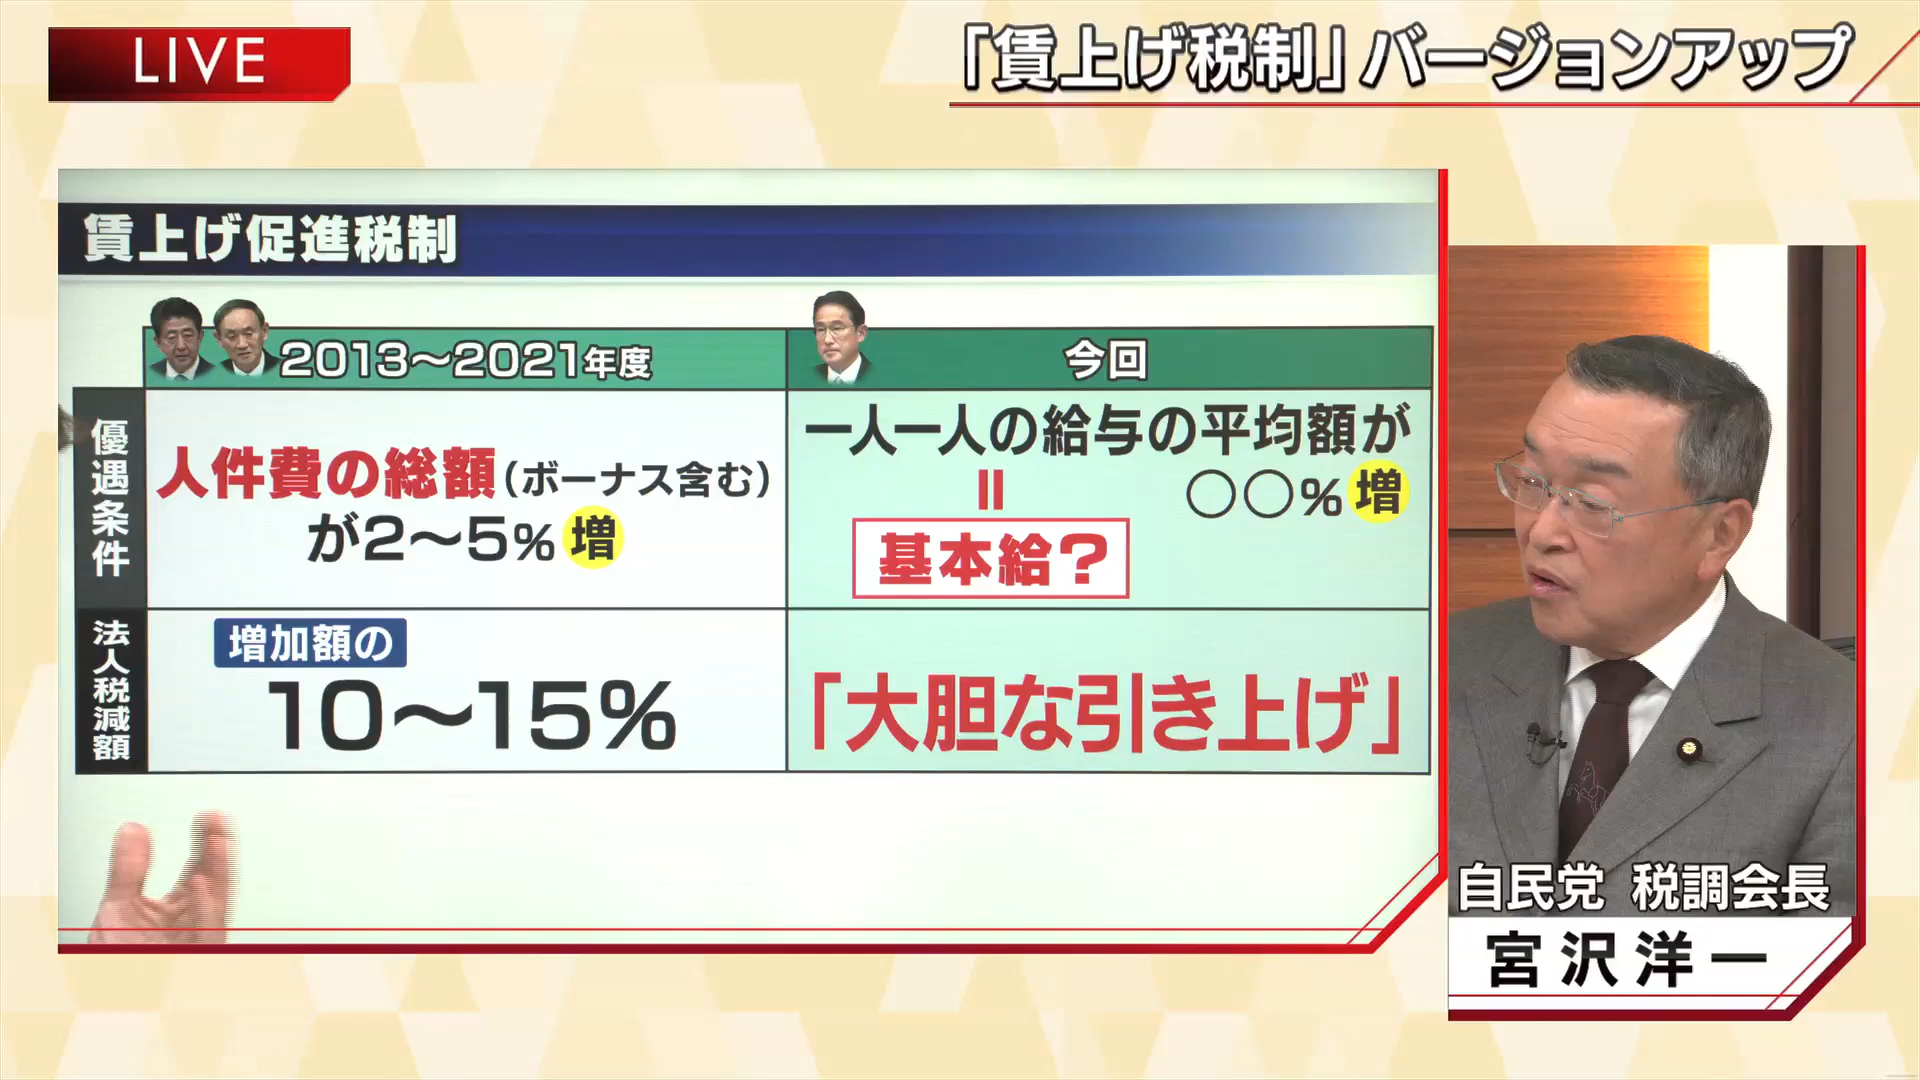 LIVE
「賃上げ税制」バージョンアップ
賃上げ促進税制
2013〜2021年度
今回
優遇条件
人件費の総額(ボーナス含む)
が2〜5%増
一人一人の給与の平均額が
〇〇%増
=
基本給?
法人税減額
増加額の
10〜15%
「大胆な引き上げ」
自民党 税調会長
宮沢洋一